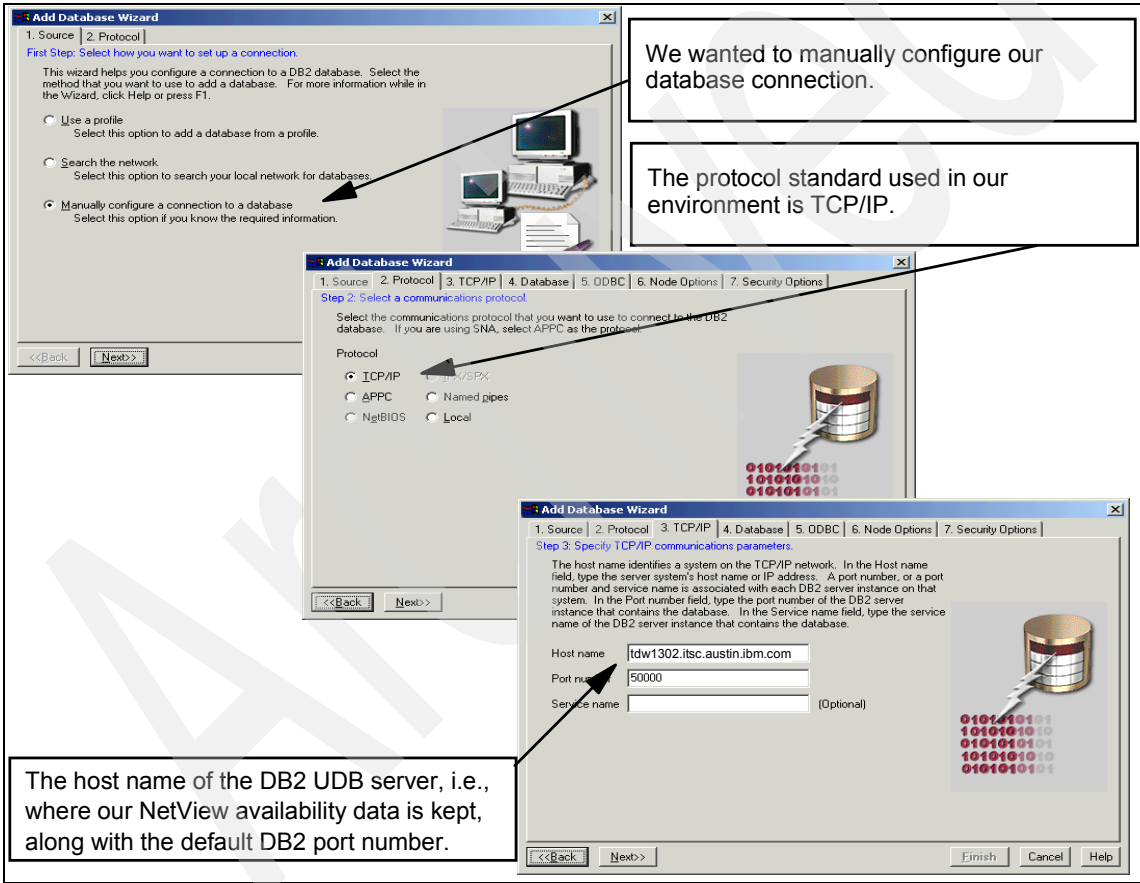 Add Database Wizard
1. Source 2. Protocol
First Step: Select how you want to set up a connection.
This wizard helps you configure a connection to a DB2 database. Select the
method that you want to use to add a database. For more information while in
the Wizard, click Help or press F1.
Use a profile
Select this option to add a database from a profile.
Search the network
Select this option to search your local network for databases.
Manually configure a connection to a database
Select this option if you know the required information.
<<Back Next>>
We wanted to manually configure our
database connection.
The protocol standard used in our
environment is TCP/IP.
Add Database Wizard
1. Source 2. Protocol 3. TCP/IP 4. Database 5. ODBC 6. Node Options 7. Security Options
Step 2: Select a communications protocol.
Select the communications protocol that you want to use to connect to the DB2
database. If you are using SNA, select APPC as the protocol.
Protocol
TCP/IP IPX/SPX
APPC Named pipes
NetBIOS Local
0101010101
1010101010
0101010101
<<Back Next>>
Add Database Wizard
1. Source 2. Protocol 3. TCP/IP 4. Database 5. ODBC 6. Node Options 7. Security Options
Step 3: Specify TCP/IP communications parameters.
The host name identifies a system on the TCP/IP network. In the Host name
field, type the server system's host name or IP address. A port number, or a port
number and service name is associated with each DB2 server instance on that
system. In the Port number field, type the port number of the DB2 server
instance that contains the database. In the Service name field, type the service
name of the DB2 server instance that contains the database.
Host name tdw1302.itsc.austin.ibm.com
Port number 50000
Service name (Optional)
0101010101
1010101010
0101010101
1010101010
0101010101
<<Back Next>> Finish Cancel Help
The host name of the DB2 UDB server, i.e.,
where our NetView availability data is kept,
along with the default DB2 port number.
Archived